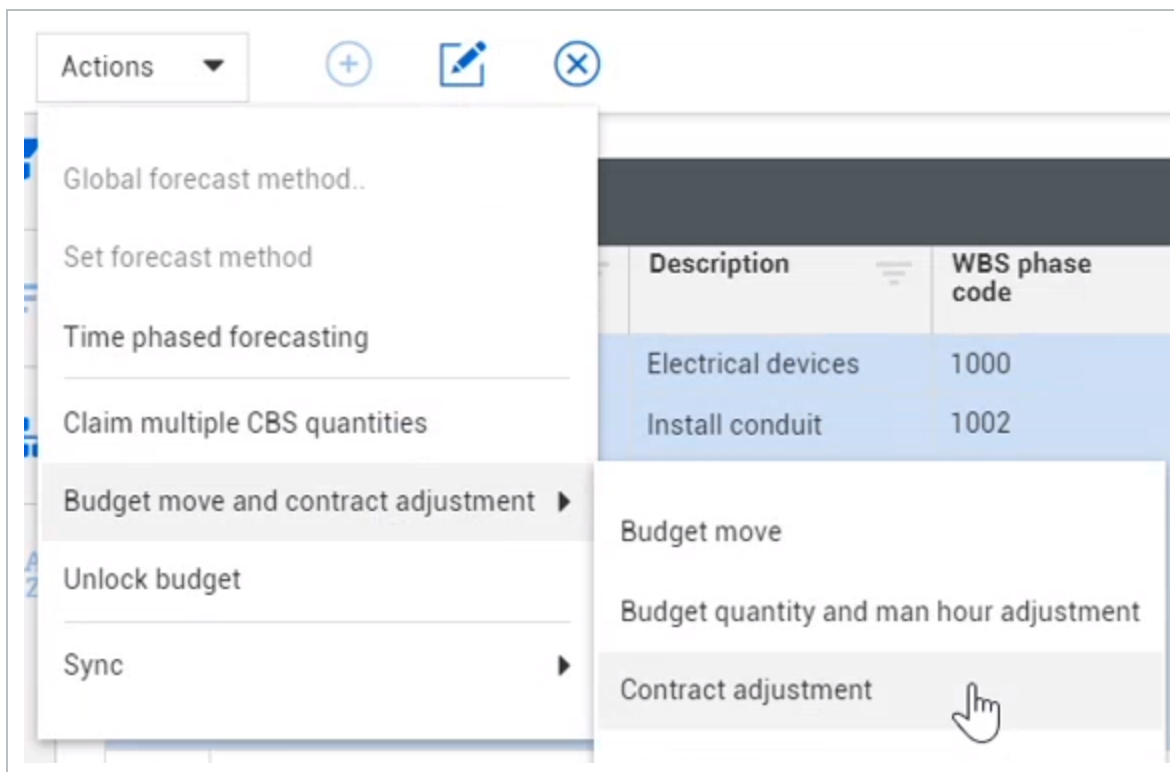 Actions
Global forecast method..
Set forecast method
Time phased forecasting
Claim multiple CBS quantities
Budget move and contract adjustment
Unlock budget
Sync
Description
WBS phase
code
Electrical devices
1000
Install conduit
1002
Budget move
Budget quantity and man hour adjustment
Contract adjustment
A
Z